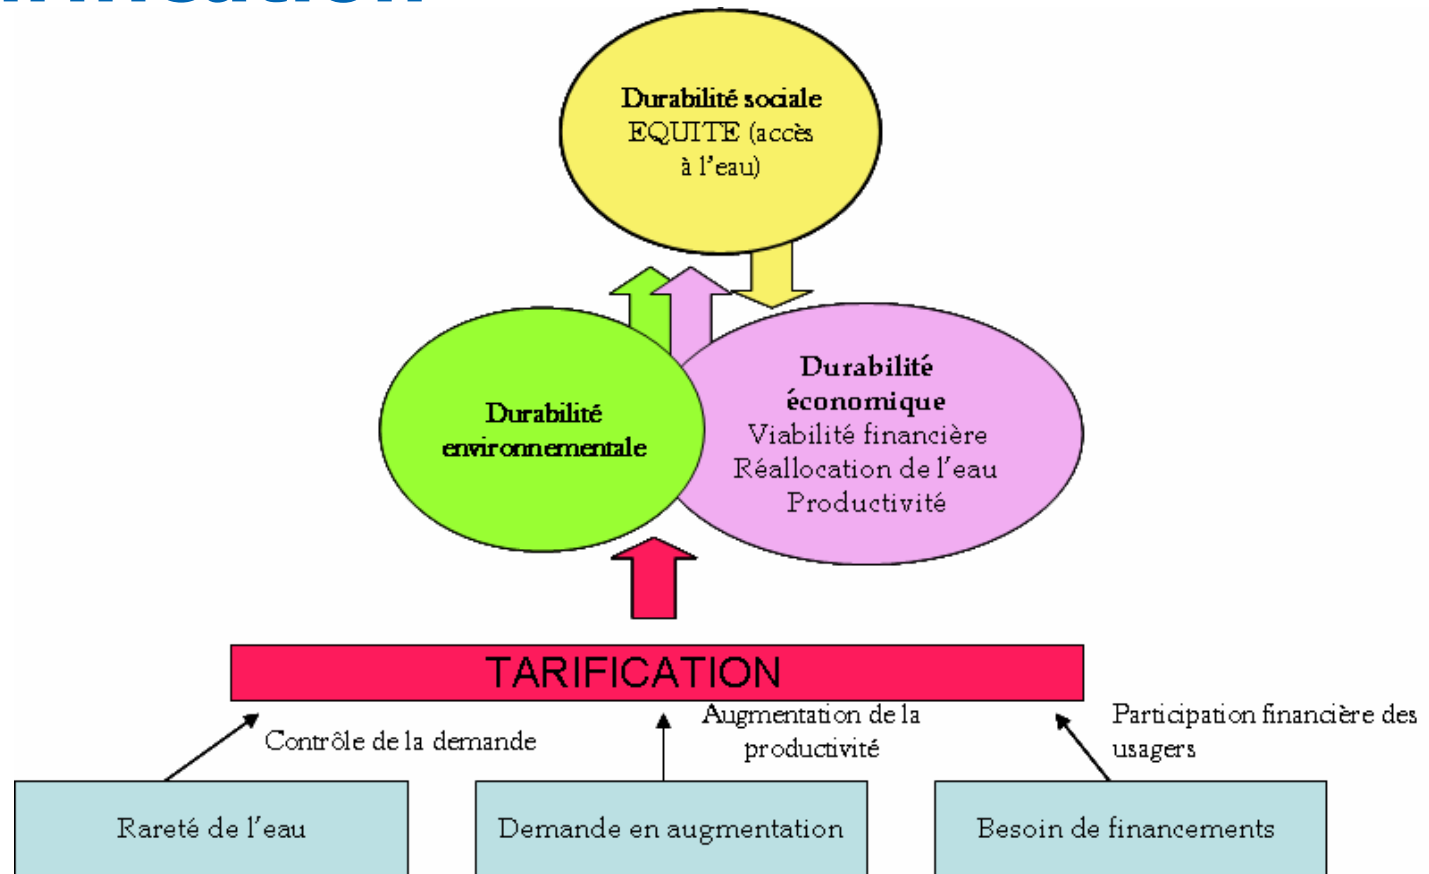 Durabilité sociale
EQUITE (accès
à l'eau)
Durabilité
environnementale
Durabilité
économique
Viabilité financière
Réallocation de l'eau
Productivité
TARIFICATION
Contrôle de la demande
Augmentation de la
productivité
Participation financière des
usagers
Rareté de l'eau
Demande en augmentation
Besoin de financements